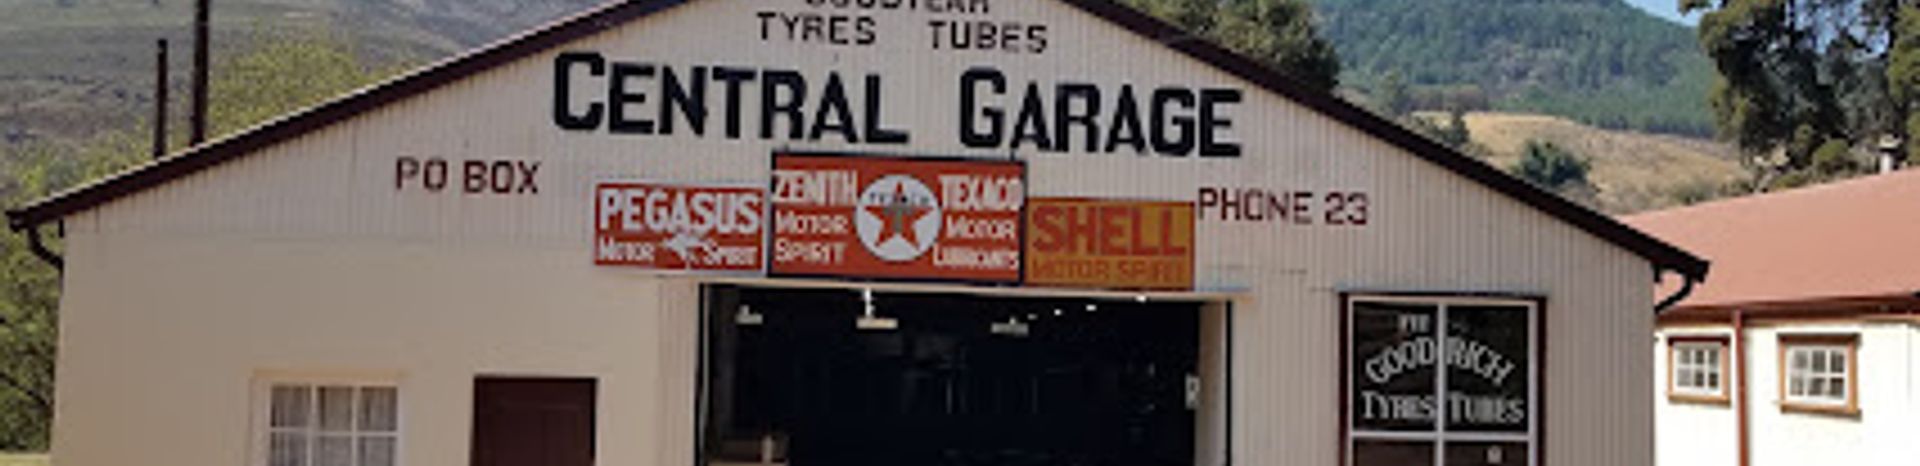 GOODYEAR
TYRES TUBES
CENTRAL GARAGE
PO BOX
PEGASUS
MOTOR SPIRIT
ZENITH
MOTOR
SPIRIT
TEXACO
TEXACO
MOTOR
LUBRICANTS
SHELL
MOTOR SPIRIT
PHONE 23
GOODRICH
TYRES TUBES